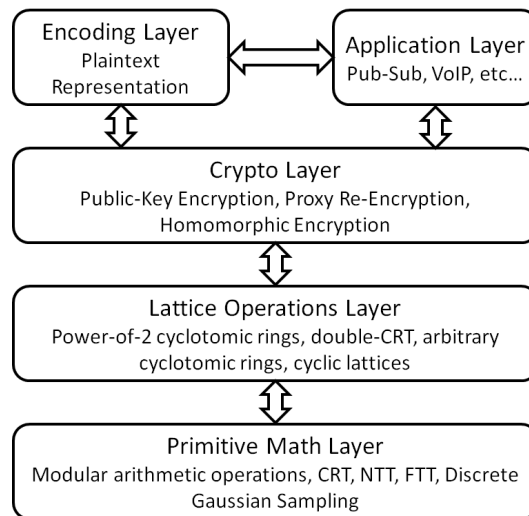 Encoding Layer
Plaintext
Representation
Application Layer
Pub-Sub, VoIP, etc...
Crypto Layer
Public-Key Encryption, Proxy Re-Encryption,
Homomorphic Encryption
Lattice Operations Layer
Power-of-2 cyclotomic rings, double-CRT, arbitrary
cyclotomic rings, cyclic lattices
Primitive Math Layer
Modular arithmetic operations, CRT, NTT, FTT, Discrete
Gaussian Sampling